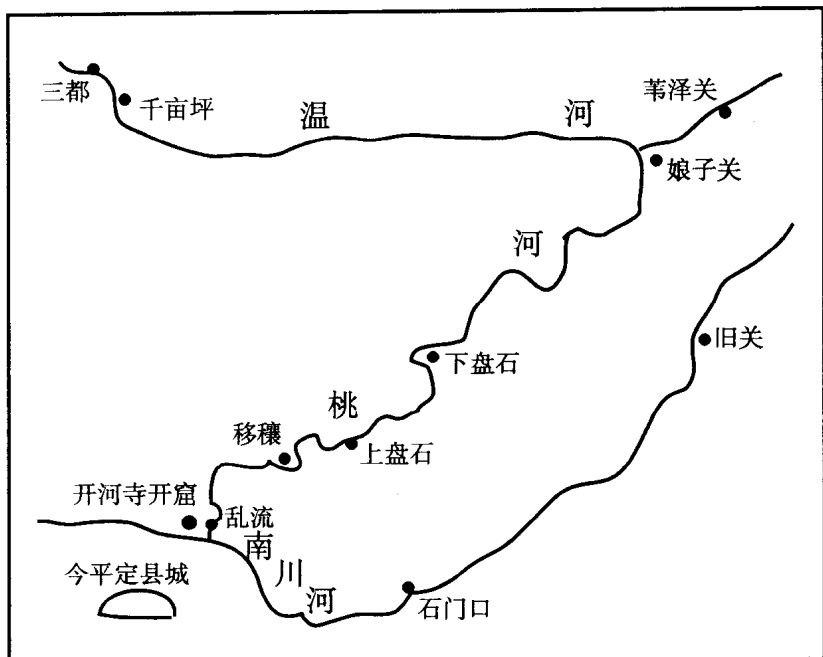 三都
千亩坪
温河
苇泽关
娘子关
桃河
旧关
下盘石
移穰
上盘石
开河寺开窟
乱流
南川河
今平定县城
石门口